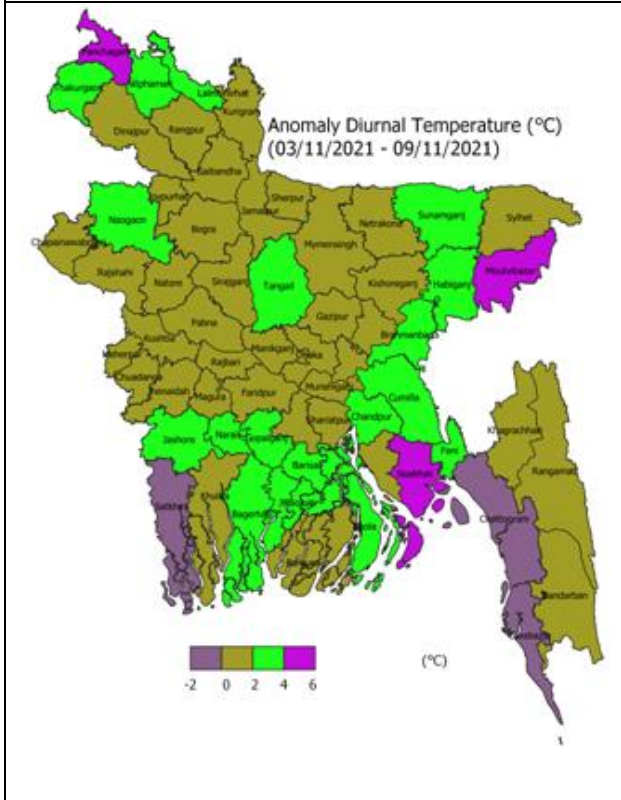 Panchagarh
Thakurgaon
Nilphamari
Lalmonirhat
Kurigram
Dinajpur
Rangpur
Anomaly Diurnal Temperature (°C)
(03/11/2021 - 09/11/2021)
Gaibandha
Naogaon
Joypurhat
Sherpur
Jamalpur
Bogra
Mymensingh
Netrakona
Sunamganj
Sylhet
Chapainawabganj
Rajshahi
Natore
Sirajganj
Tangail
Kishoreganj
Habiganj
Moulvibazar
Pabna
Gazipur
Kushtia
Manikganj
Dhaka
Brahmanbaria
Meherpur
Chuadanga
Rajbari
Jhenaidah
Magura
Faridpur
Munshiganj
Cumilla
Shariatpur
Chandpur
Jashore
Narail
Gopalganj
Khagrachhari
Feni
Barisal
Noakhali
Rangamati
Satkhira
Khulna
Bagerhat
Bhola
Chattogram
Bandarban
(°C)
-2 0 2 4 6